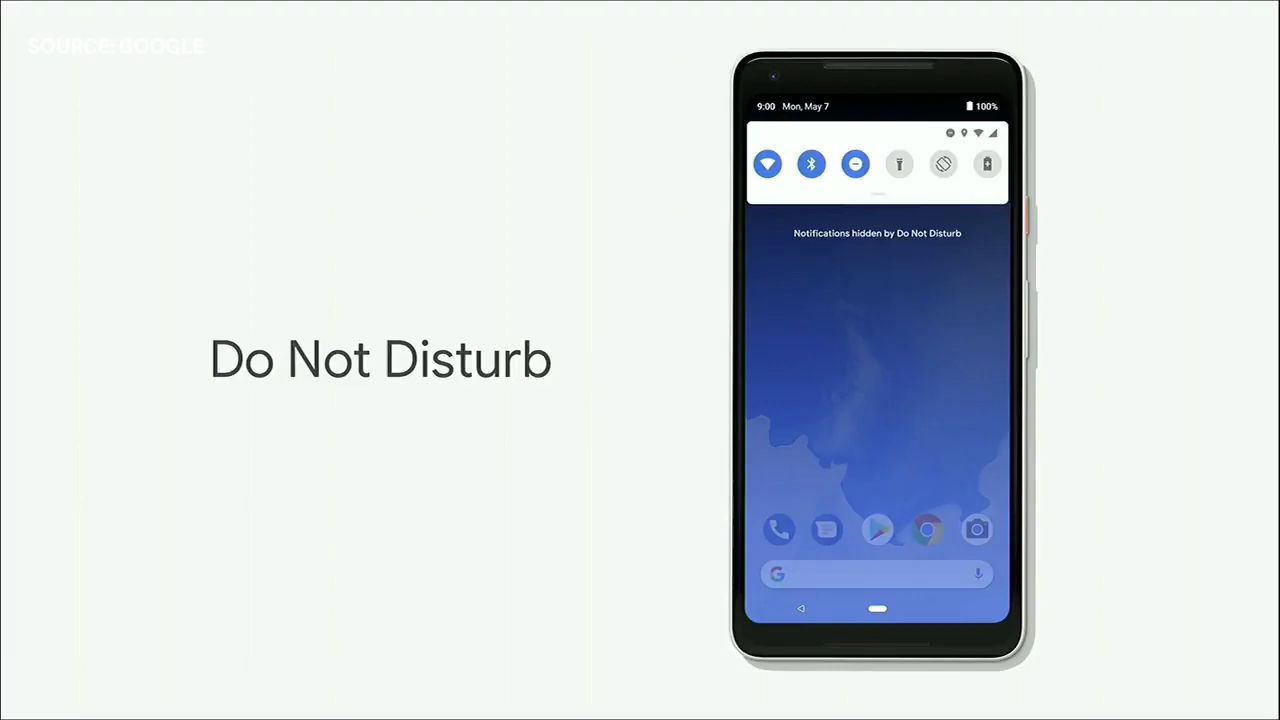 SOURCE: GOOGLE
9:00 Mon, May 7 100%
Notifications hidden by Do Not Disturb
Do Not Disturb
G